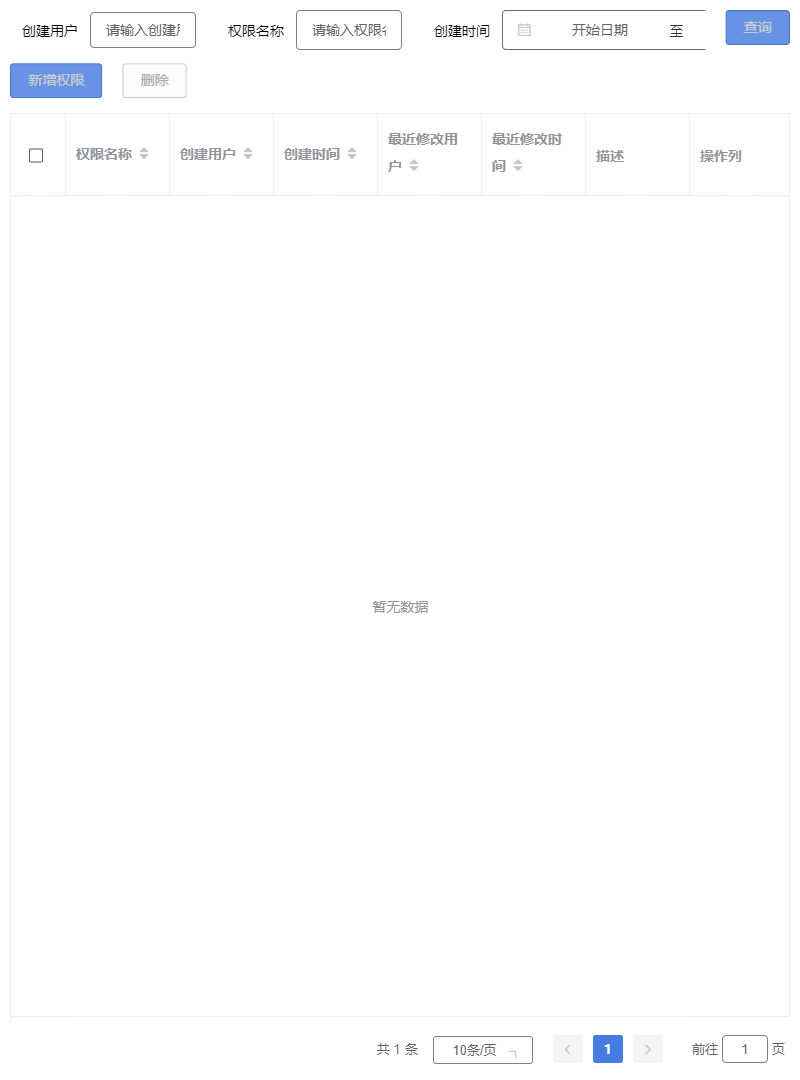 创建用户 请输入创建 权限名称 请输入权限 创建时间 开始日期 至 查询
新增权限 删除
权限名称 创建用户 创建时间 最近修改用户 最近修改时间 描述 操作列
暂无数据
共 1 条 10条/页 1 前往 1 页